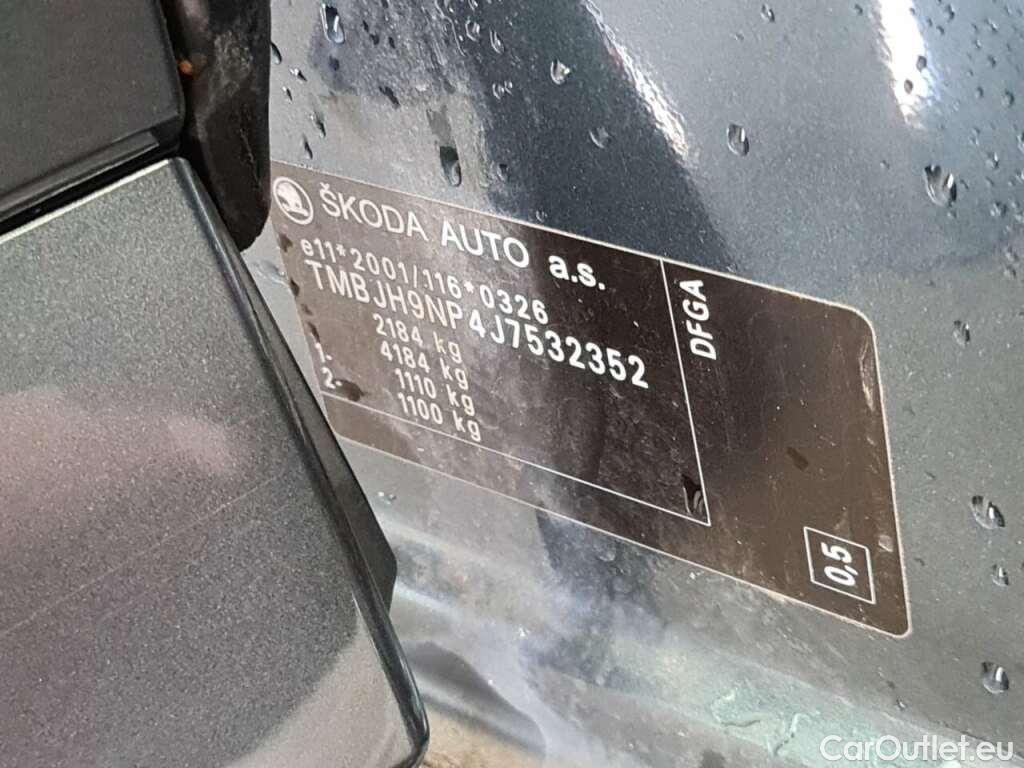 ŠKODA AUTO a.s.
e11*2001/116*0326
TMBJH9NP4J7532352
2184 kg
4184 kg
1- 1110 kg
2- 1100 kg
DFGA
0,5
CarOutlet.eu